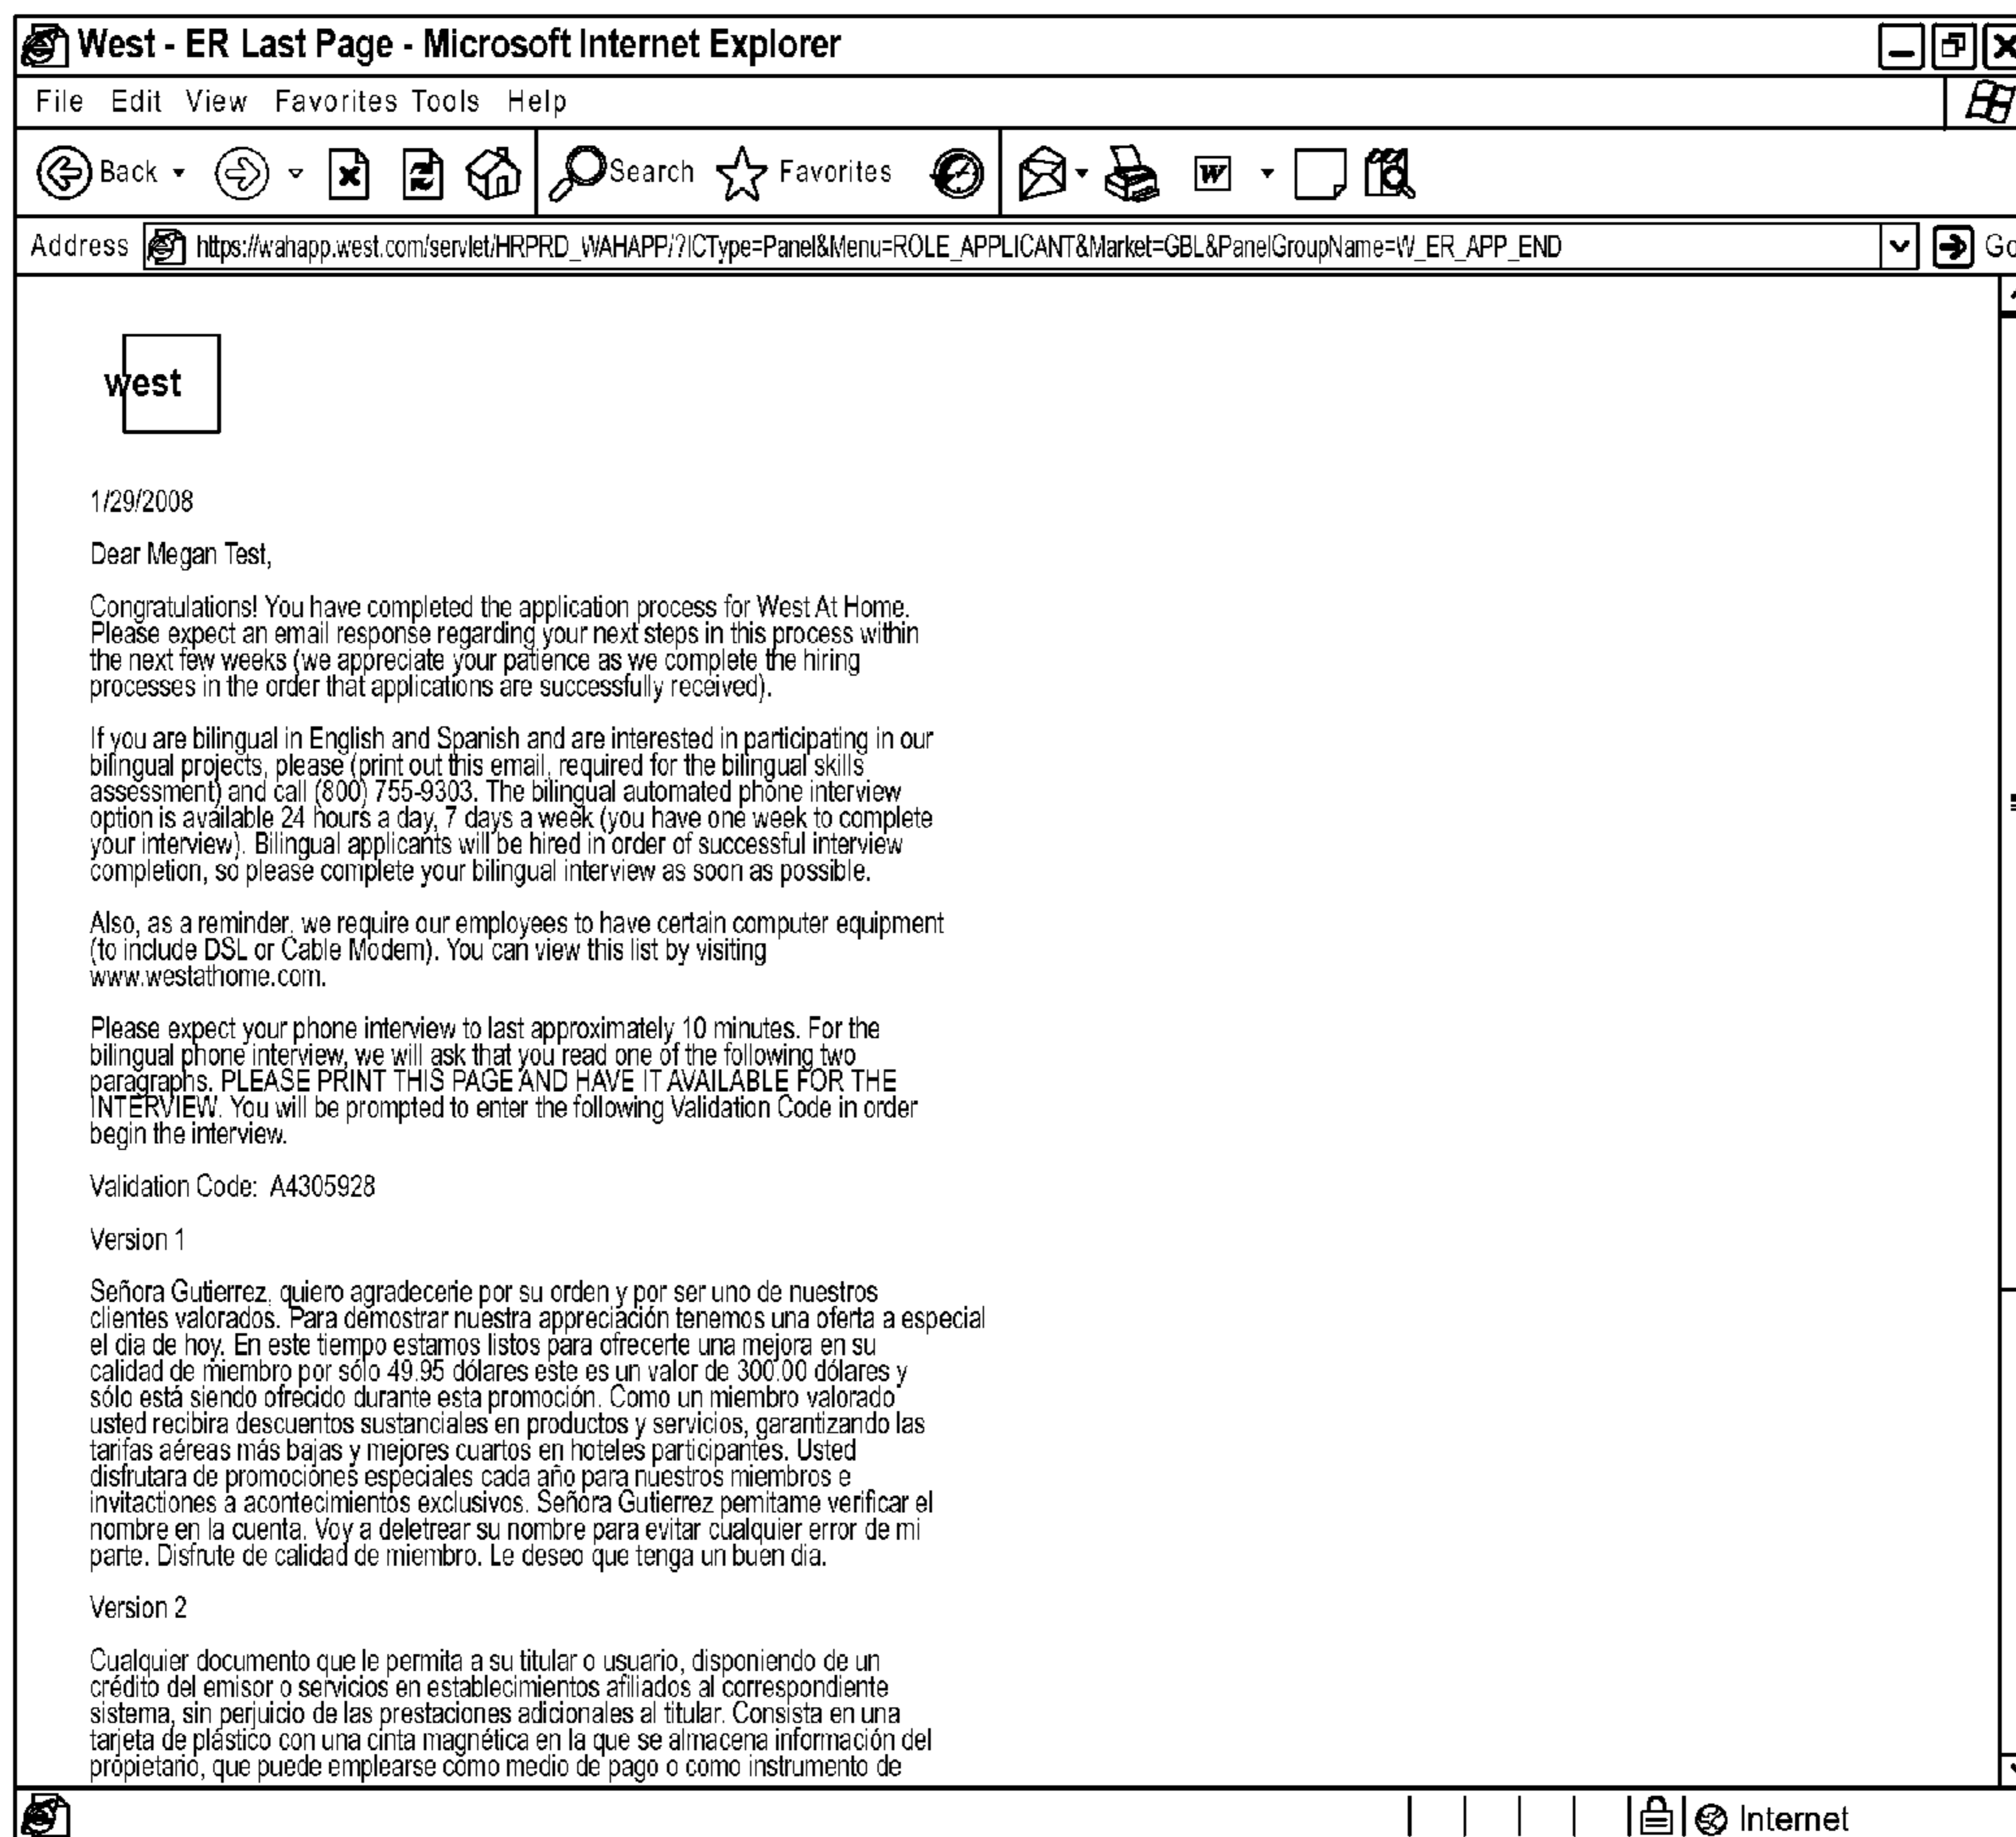 West - ER Last Page - Microsoft Internet Explorer
File Edit View Favorites Tools Help
Back Search Favorites W
Address https://wahapp.west.com/servlet/HRPRD_WAHAPP/?ICType=Panel&Menu=ROLE_APPLICANT&Market=GBL&PanelGroupName=W_ER_APP_END Go
west
1/29/2008
Dear Megan Test,
Congratulations! You have completed the application process for West At Home.
Please expect an email response regarding your next steps in this process within
the next few weeks (we appreciate your patience as we complete the hiring
processes in the order that applications are successfully received).
If you are bilingual in English and Spanish and are interested in participating in our
bilingual projects, please (print out this email, required for the bilingual skills
assessment) and call (800) 755-9303. The bilingual automated phone interview
option is available 24 hours a day, 7 days a week (you have one week to complete
your interview). Bilingual applicants will be hired in order of successful interview
completion, so please complete your bilingual interview as soon as possible.
Also, as a reminder, we require our employees to have certain computer equipment
(to include DSL or Cable Modem). You can view this list by visiting
www.westathome.com.
Please expect your phone interview to last approximately 10 minutes. For the
bilingual phone interview, we will ask that you read one of the following two
paragraphs. PLEASE PRINT THIS PAGE AND HAVE IT AVAILABLE FOR THE
INTERVIEW. You will be prompted to enter the following Validation Code in order
begin the interview.
Validation Code: A4305928
Version 1
Señora Gutierrez, quiero agradecerie por su orden y por ser uno de nuestros
clientes valorados. Para demostrar nuestra appreciación tenemos una oferta a especial
el dia de hoy. En este tiempo estamos listos para ofrecerte una mejora en su
calidad de miembro por sólo 49.95 dólares este es un valor de 300.00 dólares y
sólo está siendo ofrecido durante esta promoción. Como un miembro valorado
usted recibira descuentos sustanciales en productos y servicios, garantizando las
tarifas aéreas más bajas y mejores cuartos en hoteles participantes. Usted
disfrutara de promociónes especiales cada año para nuestros miembros e
invitactiones a acontecimientos exclusivos. Señora Gutierrez pemitame verificar el
nombre en la cuenta. Voy a deletrear su nombre para evitar cualquier error de mi
parte. Disfrute de calidad de miembro. Le deseo que tenga un buen dia.
Version 2
Cualquier documento que le permita a su titular o usuario, disponiendo de un
crédito del emisor o servicios en establecimientos afiliados al correspondiente
sistema, sin perjuicio de las prestaciones adicionales al titular. Consista en una
tarjeta de plástico con una cinta magnética en la que se almacena información del
propietario, que puede emplearse como medio de pago o como instrumento de
Internet